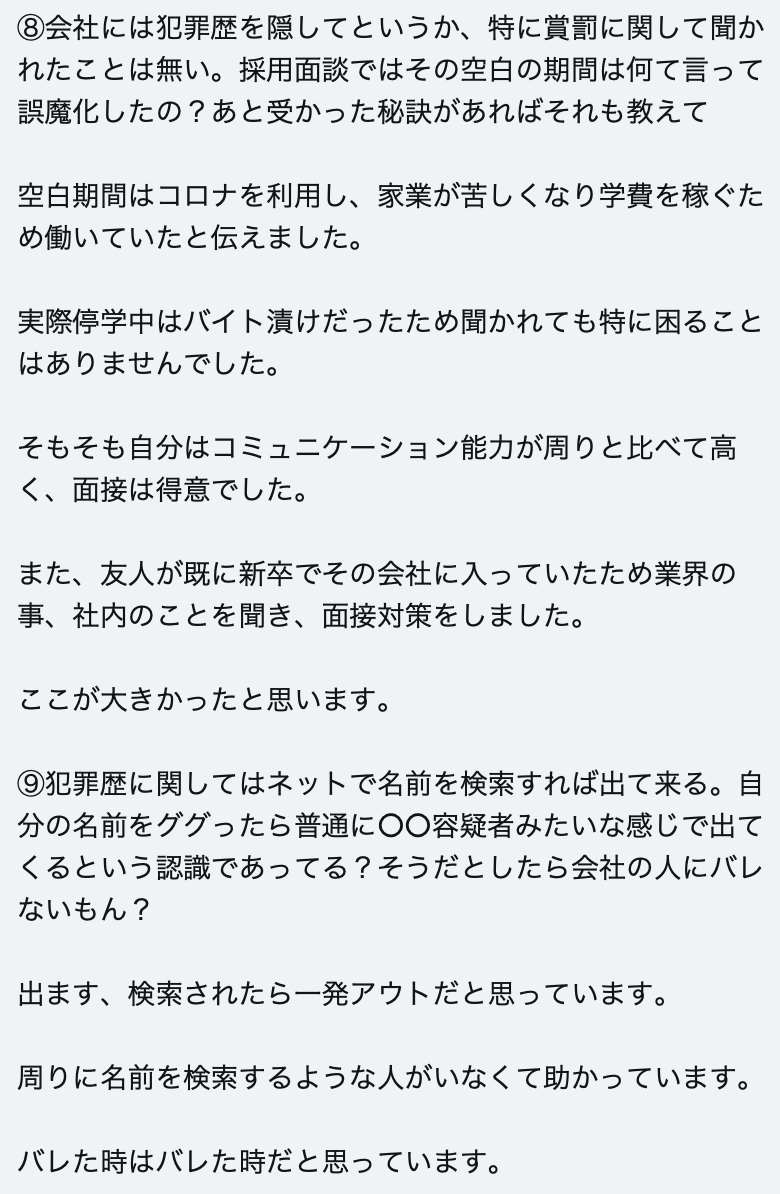 ⑧会社には犯罪歴を隠してというか、特に賞罰に関して聞か
れたことは無い。採用面談ではその空白の期間は何て言って
誤魔化したの？あと受かった秘訣があればそれも教えて
空白期間はコロナを利用し、家業が苦しくなり学費を稼ぐた
め働いていたと伝えました。
実際停学中はバイト漬けだったため聞かれても特に困ること
はありませんでした。
そもそも自分はコミュニケーション能力が周りと比べて高
く、面接は得意でした。
また、友人が既に新卒でその会社に入っていたため業界の
事、社内のことを聞き、面接対策をしました。
ここが大きかったと思います。
⑨犯罪歴に関してはネットで名前を検索すれば出て来る。自
分の名前をググったら普通に〇〇容疑者みたいな感じで出て
くるという認識であってる？そうだとしたら会社の人にバレ
ないもん？
出ます、検索されたら一発アウトだと思っています。
周りに名前を検索するような人がいなくて助かっています。
バレた時はバレた時だと思っています。